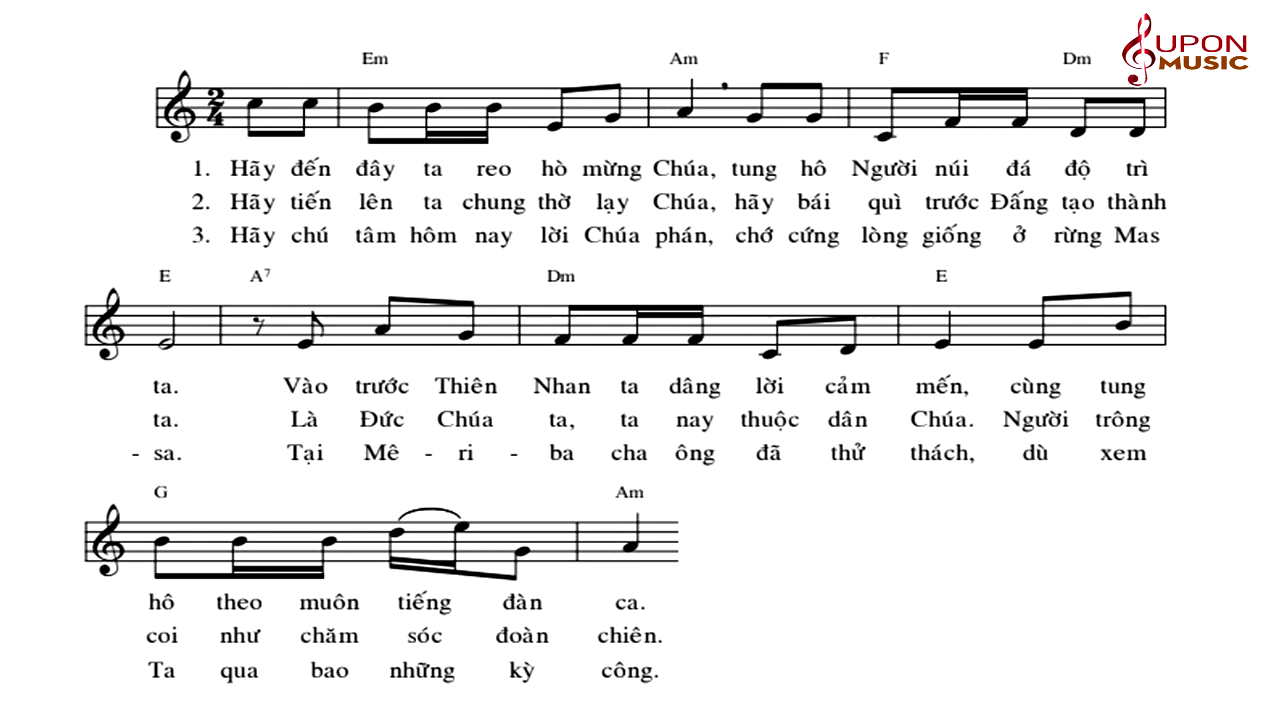 UPON
MUSIC
Em Am F Dm
2
4
1. Hãy đến đây ta reo hò mừng Chúa, tung hô Người núi đá độ trì
2. Hãy tiến lên ta chung thờ lạy Chúa, hãy bái quì trước Đấng tạo thành
3. Hãy chú tâm hôm nay lời Chúa phán, chớ cứng lòng giống ở rừng Mas
E A7 Dm E
ta. Vào trước Thiên Nhan ta dâng lời cảm mến, cùng tung
ta. Là Đức Chúa ta, ta nay thuộc dân Chúa. Người trông
- sa. Tại Mê - ri - ba cha ông đã thử thách, dù xem
G Am
hô theo muôn tiếng đàn ca.
coi như chăm sóc đoàn chiên.
Ta qua bao những kỳ công.